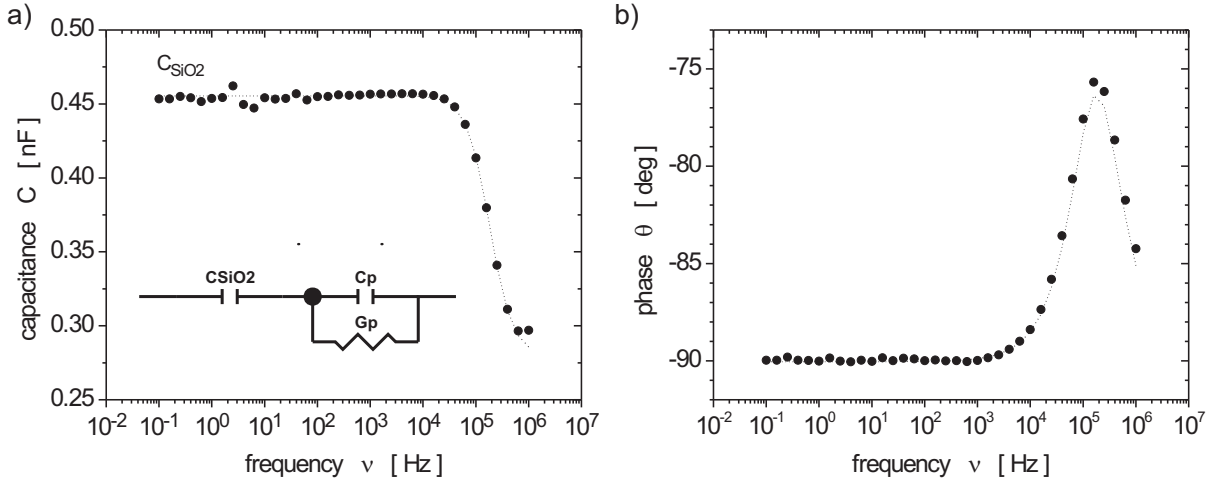 a)
b)
0.50
0.45
0.40
0.35
0.30
0.25
capacitance C [ nF ]
C_SiO2
CSiO2
Cp
Gp
10^-2 10^-1 10^0 10^1 10^2 10^3 10^4 10^5 10^6 10^7
frequency ν [ Hz ]
-75
-80
-85
-90
phase θ [ deg ]
10^-2 10^-1 10^0 10^1 10^2 10^3 10^4 10^5 10^6 10^7
frequency ν [ Hz ]